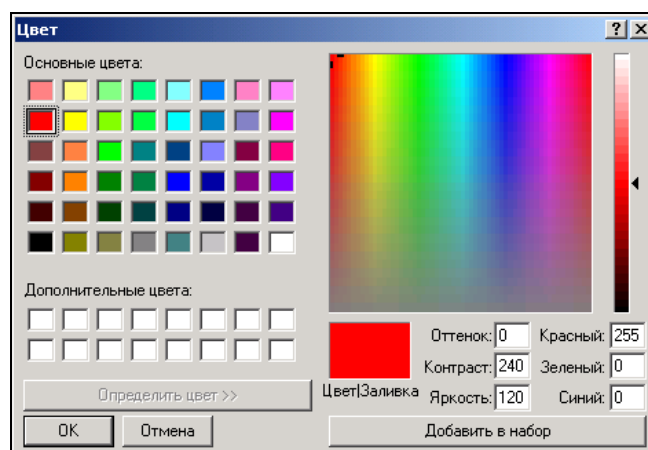 Цвет
Основные цвета:
Дополнительные цвета:
Определить цвет >>
ОК
Отмена
Цвет|Заливка
Оттенок: 0
Красный: 255
Контраст: 240
Зеленый: 0
Яркость: 120
Синий: 0
Добавить в набор